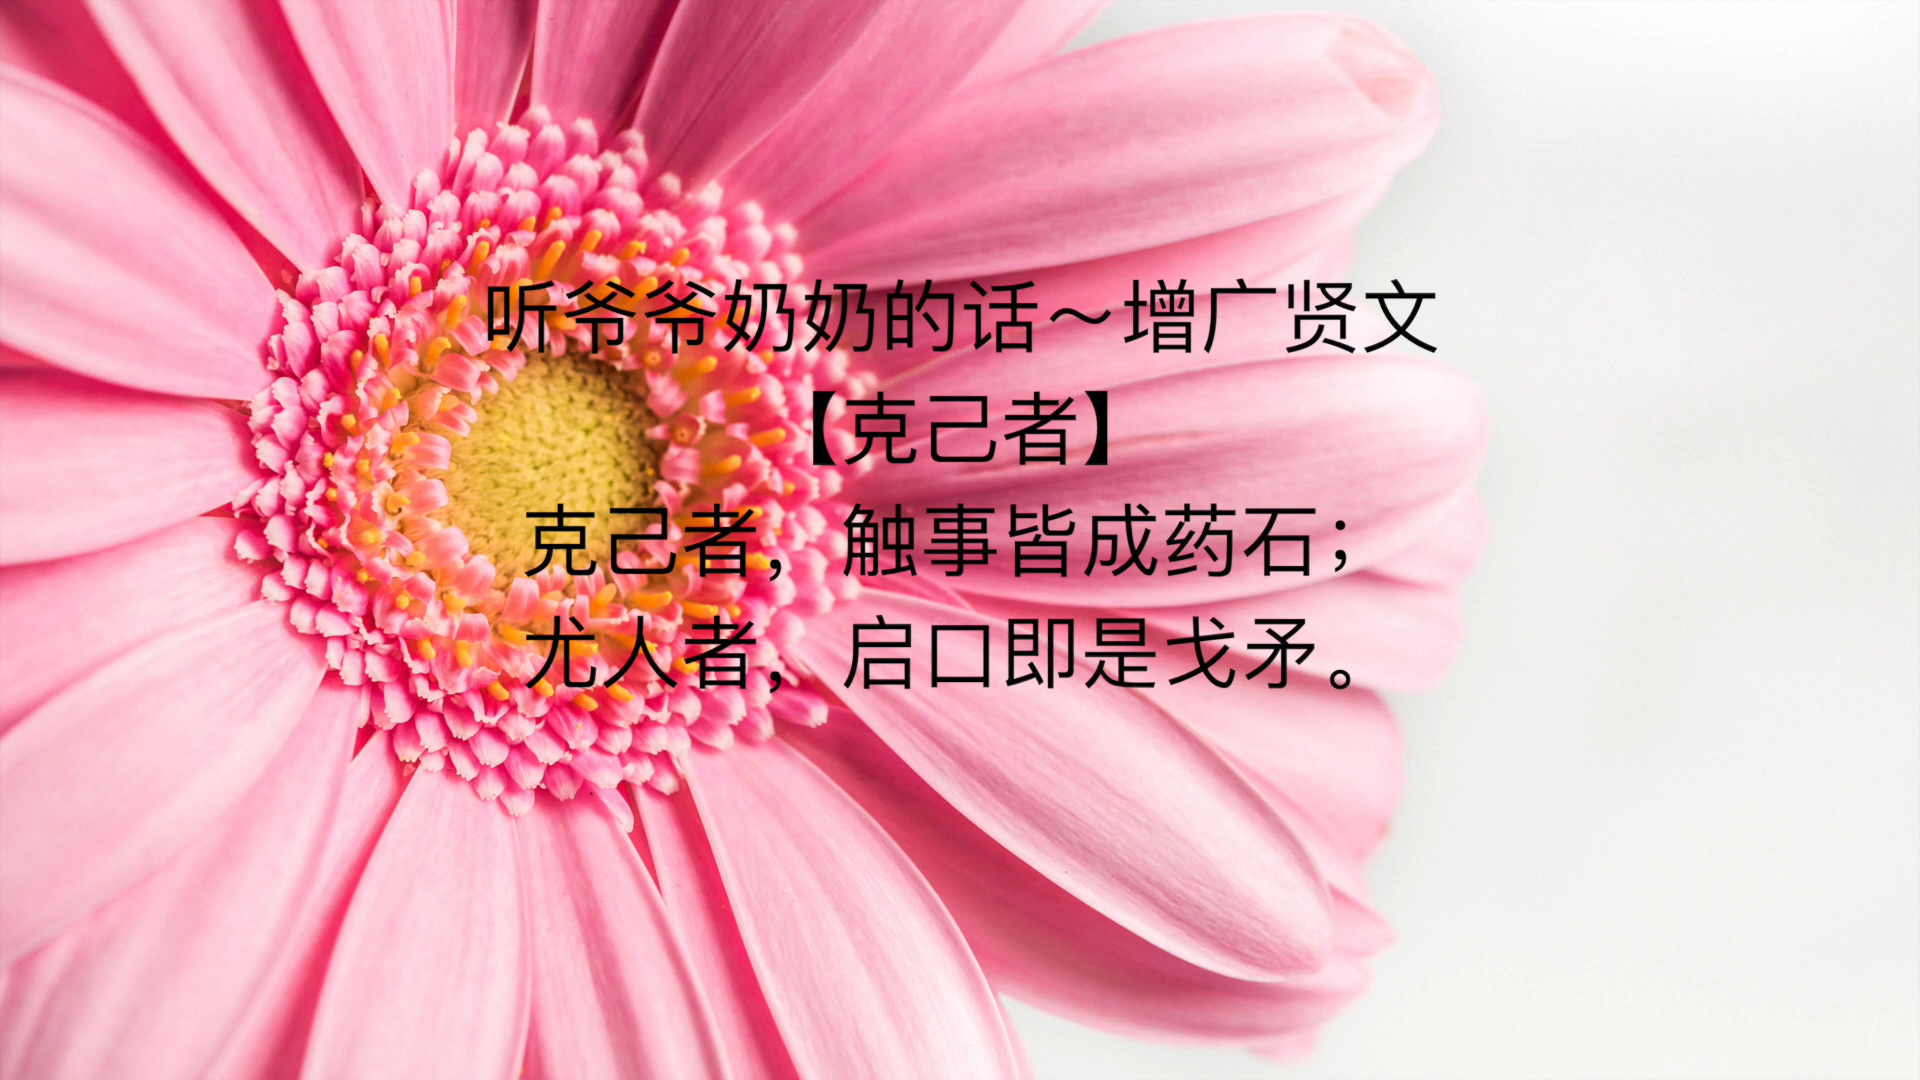 听爷爷奶奶的话～增广贤文
【克己者】
克己者，触事皆成药石；
尤人者，启口即是戈矛。